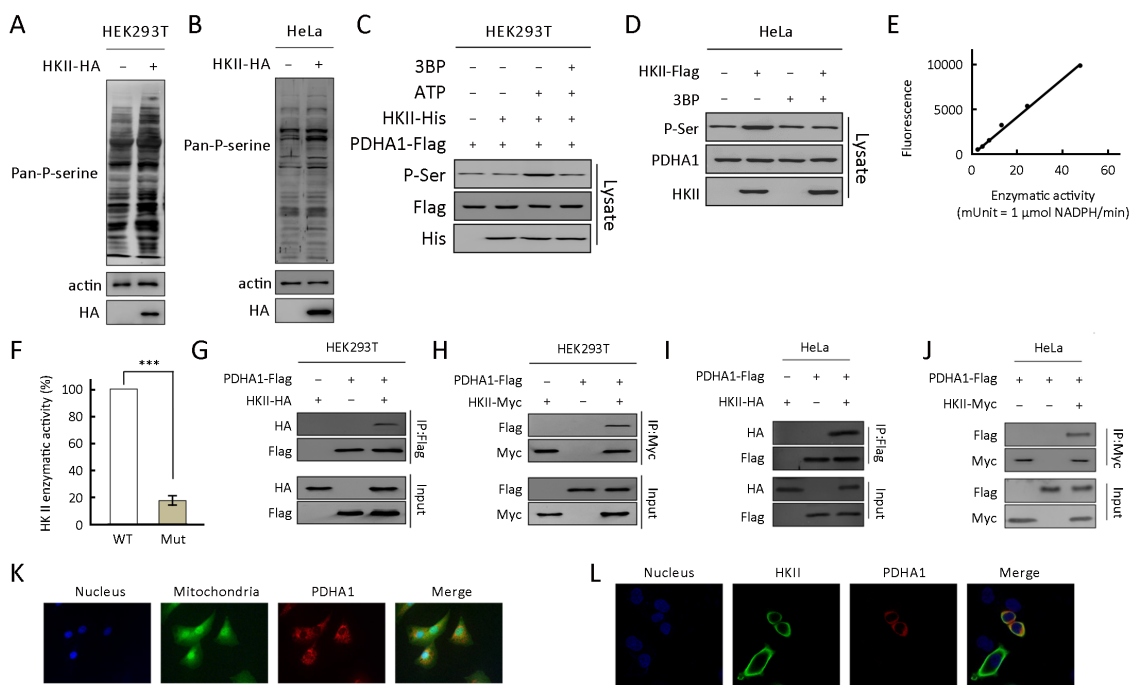 A
HEK293T
HKII-HA – +
Pan-P-serine
actin
HA
B
HeLa
HKII-HA – +
Pan-P-serine
actin
HA
C
HEK293T
3BP – – – +
ATP – – + +
HKII-His – + + +
PDHA1-Flag + + + +
P-Ser
Flag
His
Lysate
D
HeLa
HKII-Flag – + – +
3BP – – + +
P-Ser
PDHA1
HKII
Lysate
E
Fluorescence
10000
5000
0
0 20 40 60
Enzymatic activity
(mUnit = 1 μmol NADPH/min)
F
HK II enzymatic activity (%)
100
80
60
40
20
0
***
WT Mut
G
HEK293T
PDHA1-Flag – + +
HKII-HA + – +
HA
Flag
IP:Flag
HA
Flag
Input
H
HEK293T
PDHA1-Flag – + +
HKII-Myc + – +
Flag
Myc
IP:Myc
Flag
Myc
Input
I
HeLa
PDHA1-Flag – + +
HKII-HA + – +
HA
Flag
IP:Flag
HA
Flag
Input
J
HeLa
PDHA1-Flag + + +
HKII-Myc – – +
Flag
Myc
IP:Myc
Flag
Myc
Input
K
Nucleus Mitochondria PDHA1 Merge
L
Nucleus HKII PDHA1 Merge